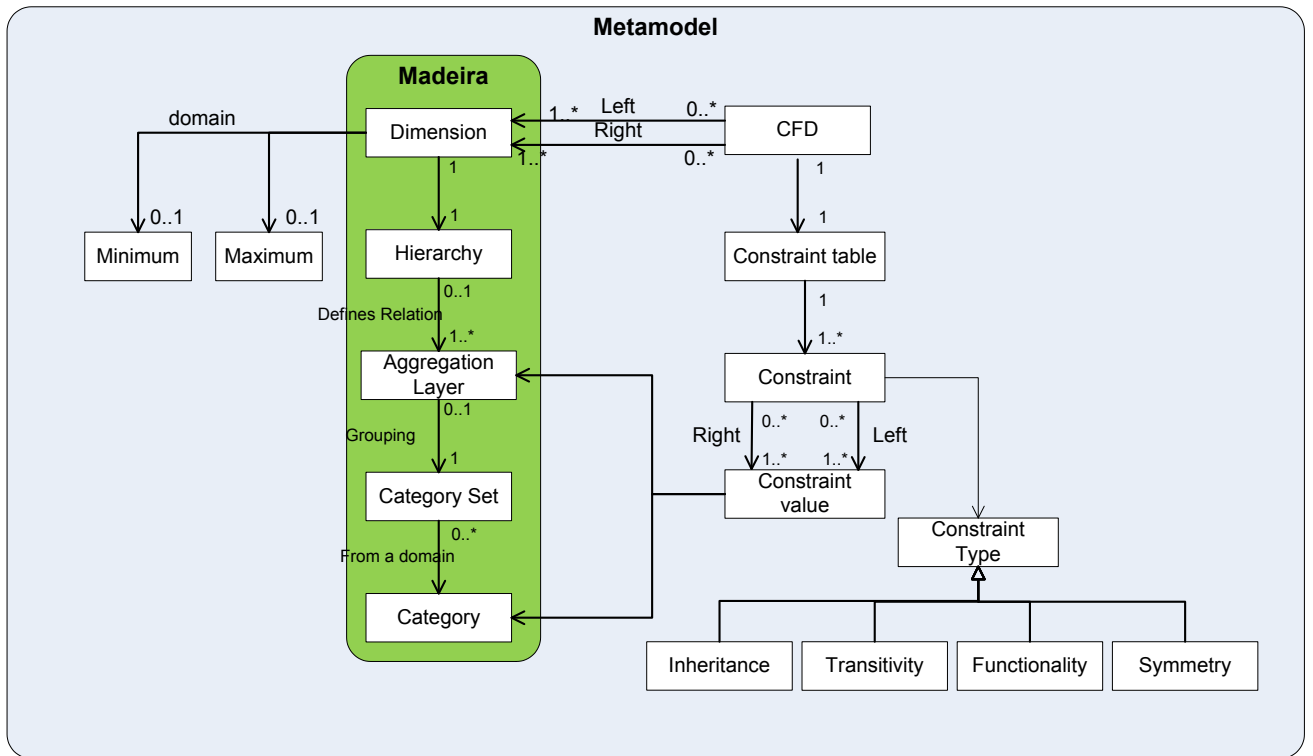 Metamodel
Madeira
domain
Dimension
1..*
Left
0..*
Right
1..*
0..*
CFD
1
1
0..1
0..1
1
1
Minimum
Maximum
Hierarchy
Constraint table
0..1
1
Defines Relation
1..*
1..*
Aggregation
Layer
Constraint
0..1
0..*
0..*
Grouping
Right
Left
1
1..*
1..*
Category Set
Constraint
value
0..*
From a domain
Constraint
Type
Category
Inheritance
Transitivity
Functionality
Symmetry